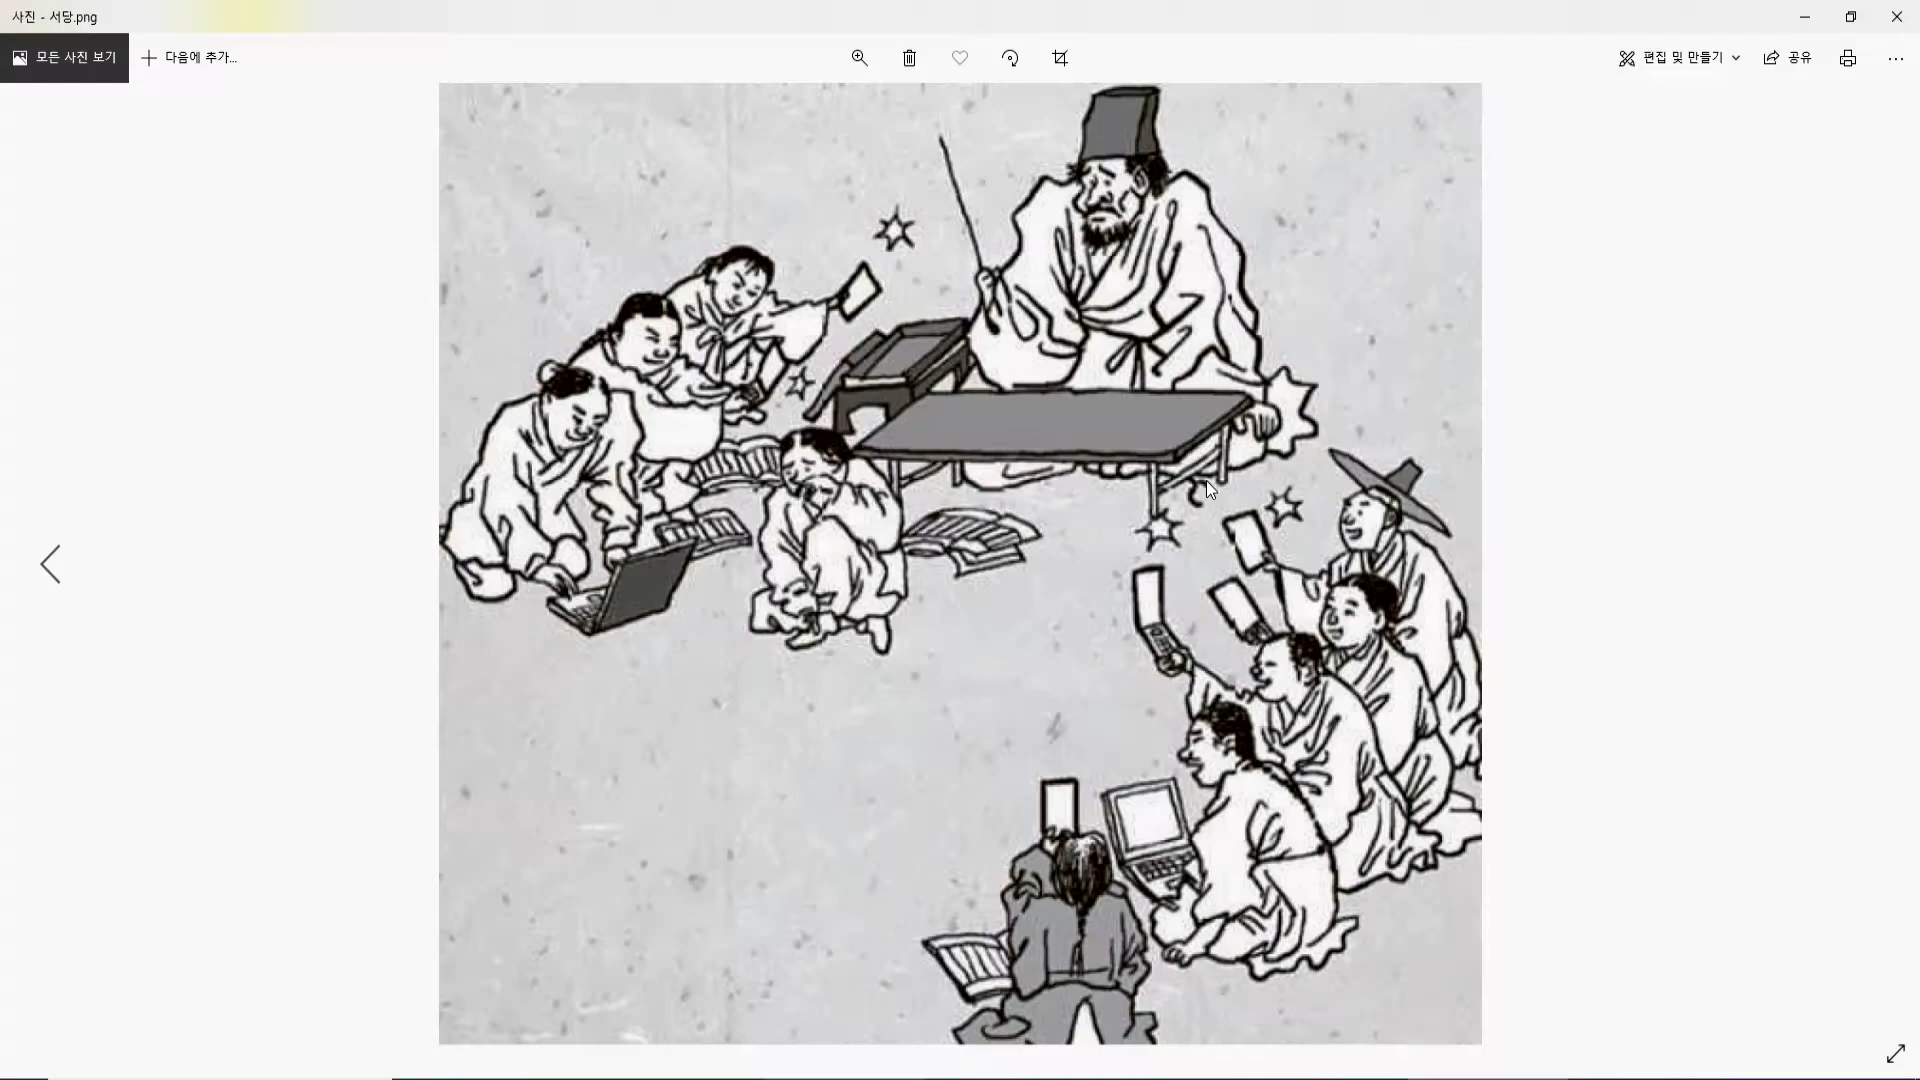 사진 - 서당.png
모든 사진 보기
다음에 추가...
편집 및 만들기
공유